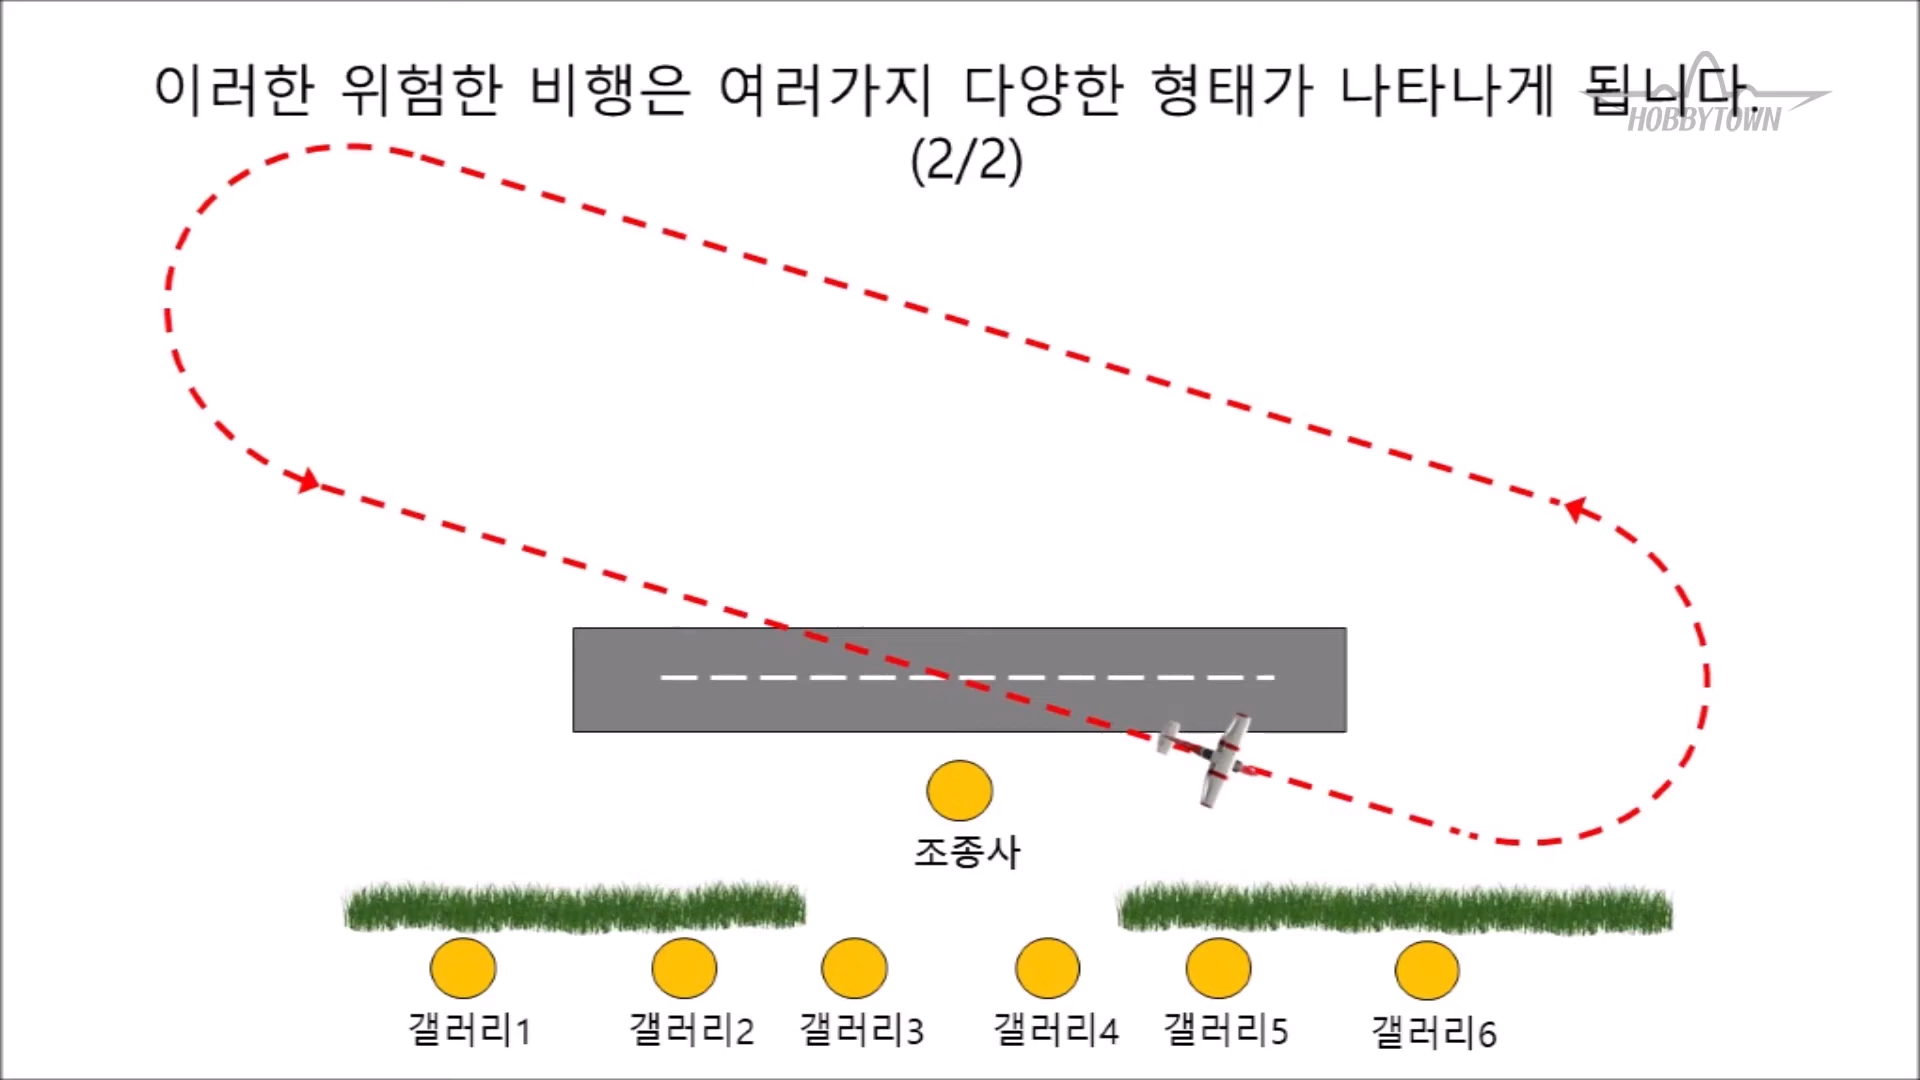 이러한 위험한 비행은 여러가지 다양한 형태가 나타나게 됩니다.
HOBBYTOWN
(2/2)
조종사
갤러리1
갤러리2
갤러리3
갤러리4
갤러리5
갤러리6